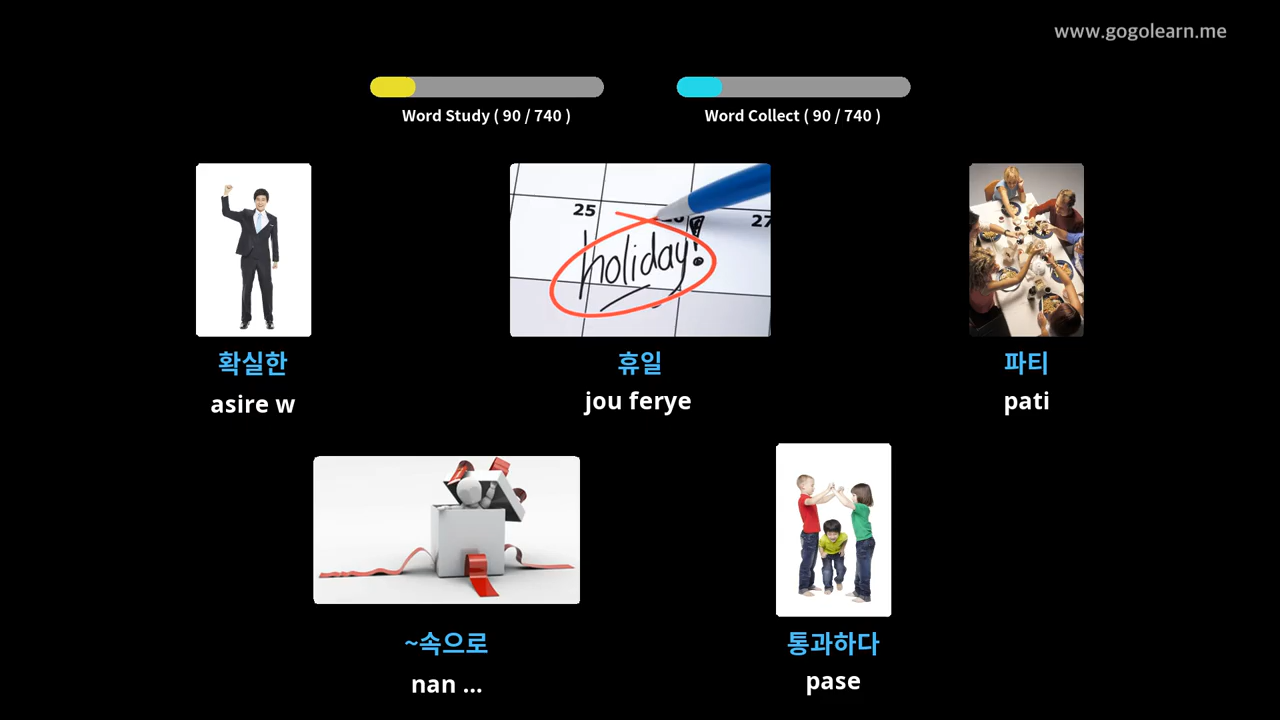 www.gogolearn.me
Word Study ( 90 / 740 )
Word Collect ( 90 / 740 )
25
27
holiday!
확실한
asire w
휴일
jou ferye
파티
pati
~속으로
nan ...
통과하다
pase